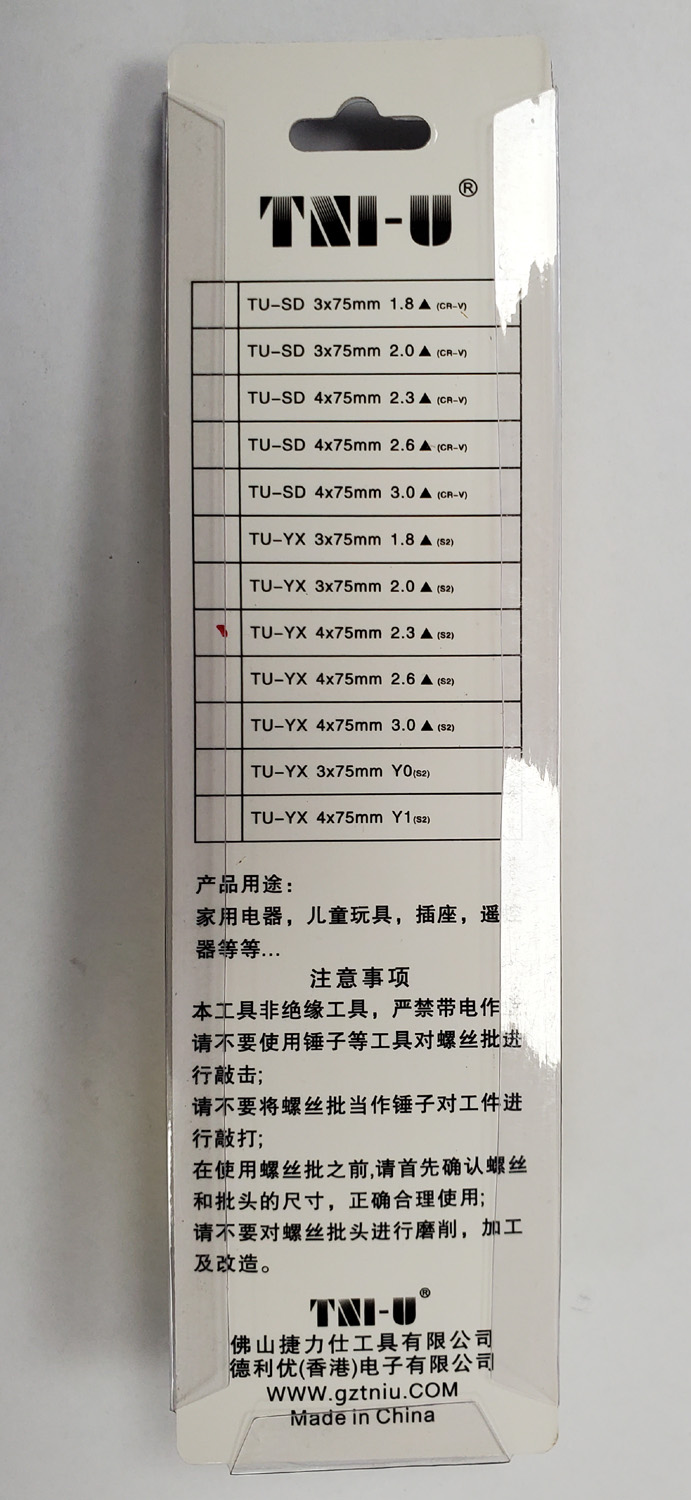 TNI-U®
TU-SD 3x75mm 1.8▲(CR-V)
TU-SD 3x75mm 2.0▲(CR-V)
TU-SD 4x75mm 2.3▲(CR-V)
TU-SD 4x75mm 2.6▲(CR-V)
TU-SD 4x75mm 3.0▲(CR-V)
TU-YX 3x75mm 1.8▲(S2)
TU-YX 3x75mm 2.0▲(S2)
TU-YX 4x75mm 2.3▲(S2)
TU-YX 4x75mm 2.6▲(S2)
TU-YX 4x75mm 3.0▲(S2)
TU-YX 3x75mm Y0(S2)
TU-YX 4x75mm Y1(S2)
产品用途：
家用电器，儿童玩具，插座，遥
器等等...
注意事项
本工具非绝缘工具，严禁带电作
请不要使用锤子等工具对螺丝批进
行敲击;
请不要将螺丝批当作锤子对工件进
行敲打;
在使用螺丝批之前,请首先确认螺丝
和批头的尺寸，正确合理使用;
请不要对螺丝批头进行磨削，加工
及改造。
TNI-U®
佛山捷力仕工具有限公司
德利优(香港)电子有限公司
WWW.gztniu.COM
Made in China